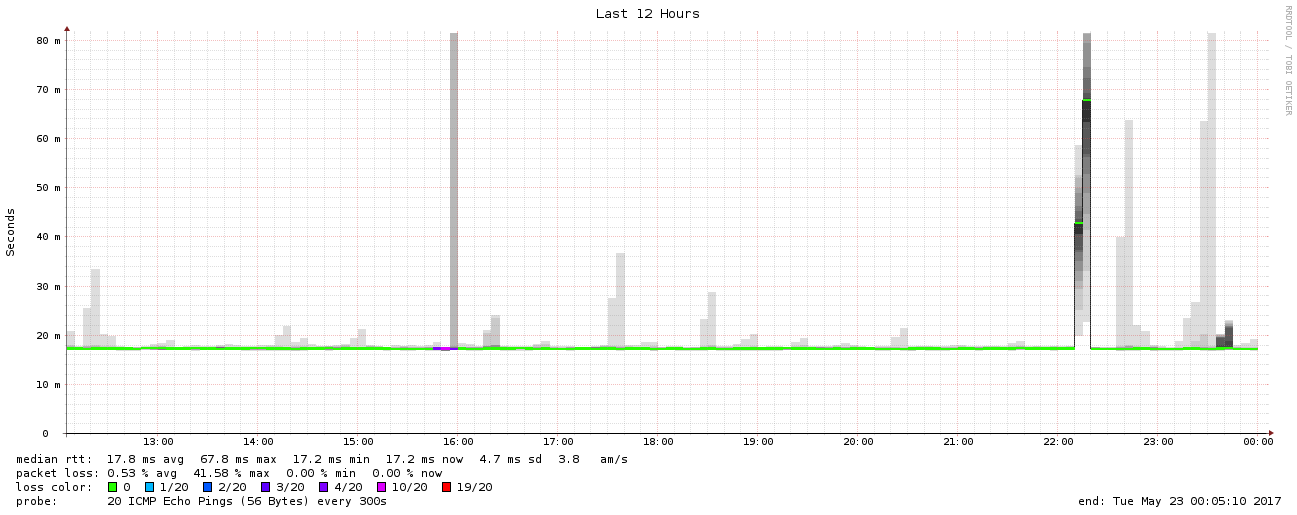 Last 12 Hours
RRDTOOL / TOBI OETIKER
Seconds
80 m
70 m
60 m
50 m
40 m
30 m
20 m
10 m
0
13:00 14:00 15:00 16:00 17:00 18:00 19:00 20:00 21:00 22:00 23:00 00:00
median rtt: 17.8 ms avg 67.8 ms max 17.2 ms min 17.2 ms now 4.7 ms sd 3.8 am/s
packet loss: 0.53 % avg 41.58 % max 0.00 % min 0.00 % now
loss color: 0 1/20 2/20 3/20 4/20 10/20 19/20
probe: 20 ICMP Echo Pings (56 Bytes) every 300s end: Tue May 23 00:05:10 2017